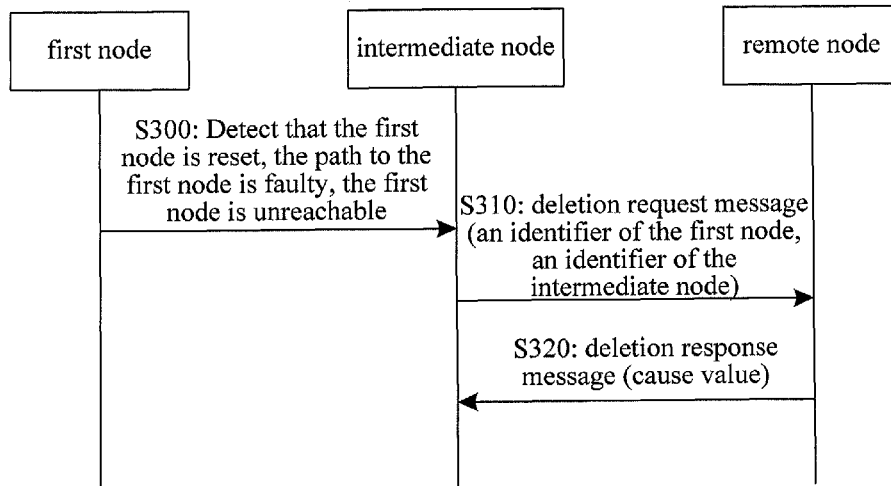 first node
intermediate node
remote node
S300: Detect that the first
node is reset, the path to the
first node is faulty, the first
node is unreachable
S310: deletion request message
(an identifier of the first node,
an identifier of the
intermediate node)
S320: deletion response
message (cause value)